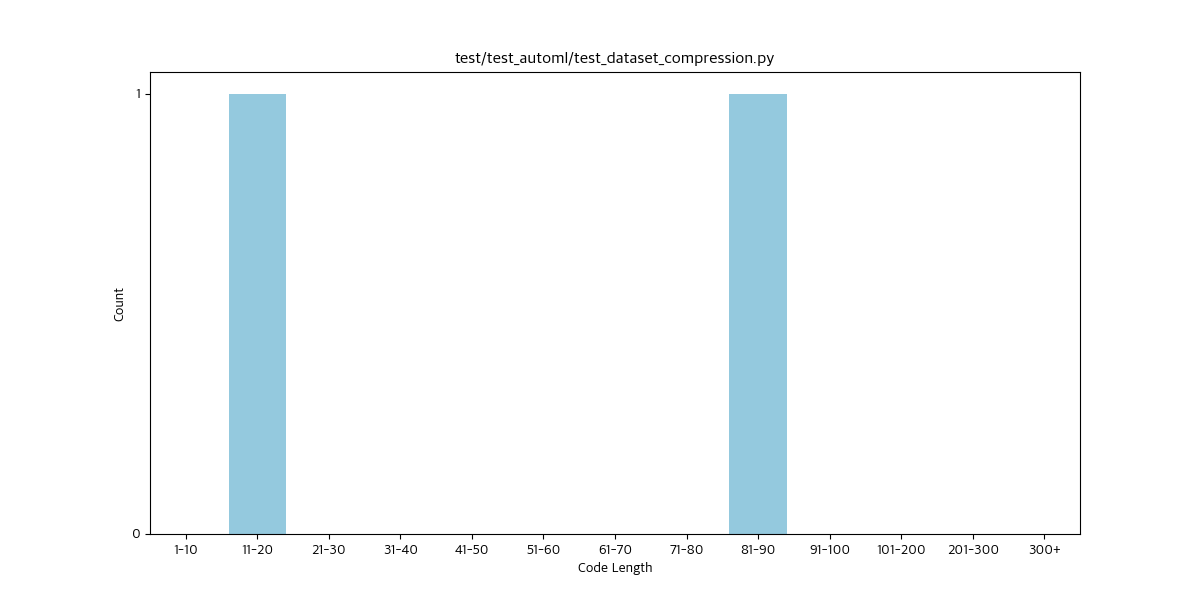 test/test_automl/test_dataset_compression.py
1
Count
0
1-10 11-20 21-30 31-40 41-50 51-60 61-70 71-80 81-90 91-100 101-200 201-300 300+
Code Length